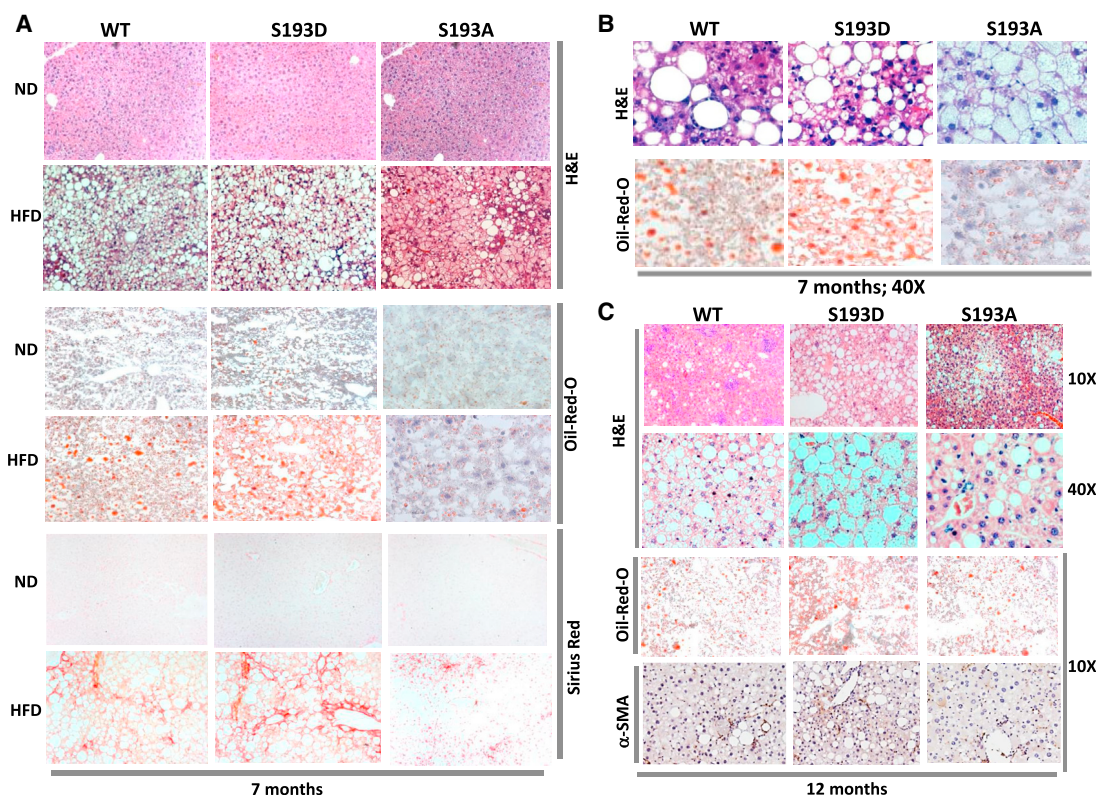 A
WT S193D S193A
ND
HFD
H&E
ND
HFD
Oil-Red-O
ND
HFD
Sirius Red
7 months
B
WT S193D S193A
H&E
Oil-Red-O
7 months; 40X
C
WT S193D S193A
H&E
10X
40X
Oil-Red-O
α-SMA
10X
12 months